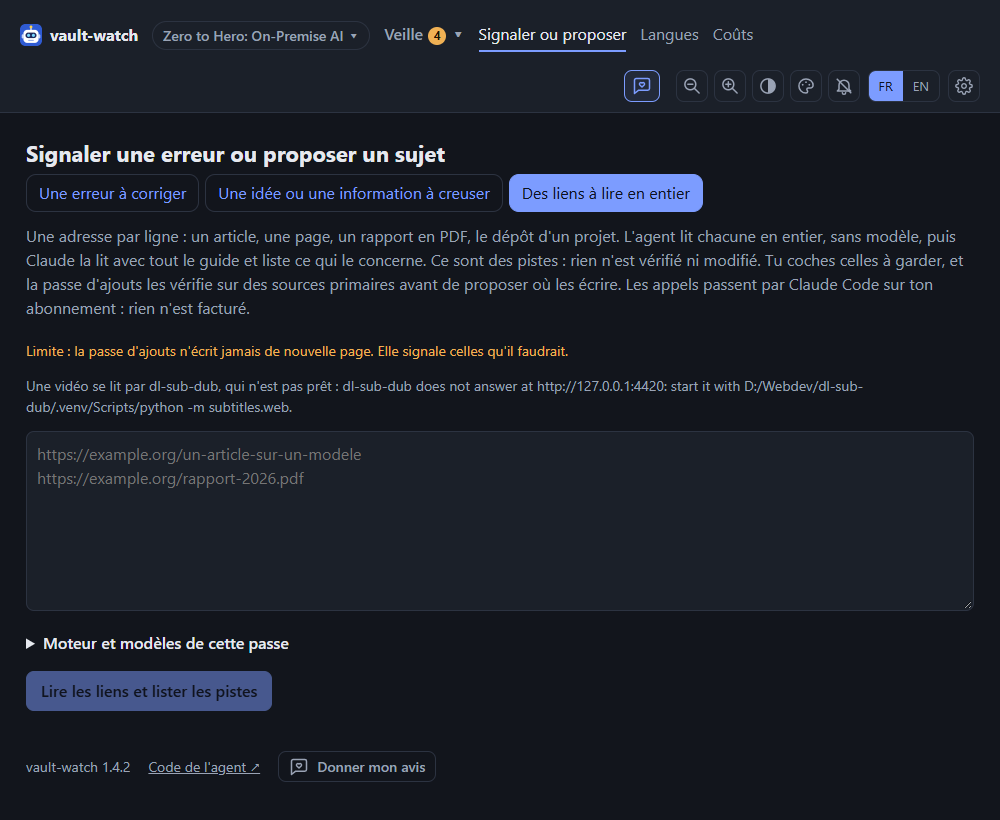 vault-watch
Zero to Hero: On-Premise AI ▾
Veille 4 ▾
Signaler ou proposer
Langues
Coûts
FR
EN
Signaler une erreur ou proposer un sujet
Une erreur à corriger
Une idée ou une information à creuser
Des liens à lire en entier
Une adresse par ligne : un article, une page, un rapport en PDF, le dépôt d'un projet. L'agent lit chacune en entier, sans modèle, puis
Claude la lit avec tout le guide et liste ce qui le concerne. Ce sont des pistes : rien n'est vérifié ni modifié. Tu coches celles à garder, et
la passe d'ajouts les vérifie sur des sources primaires avant de proposer où les écrire. Les appels passent par Claude Code sur ton
abonnement : rien n'est facturé.
Limite : la passe d'ajouts n'écrit jamais de nouvelle page. Elle signale celles qu'il faudrait.
Une vidéo se lit par dl-sub-dub, qui n'est pas prêt : dl-sub-dub does not answer at http://127.0.0.1:4420: start it with D:/Webdev/dl-sub-
dub/.venv/Scripts/python -m subtitles.web.
https://example.org/un-article-sur-un-modele
https://example.org/rapport-2026.pdf
▶ Moteur et modèles de cette passe
Lire les liens et lister les pistes
vault-watch 1.4.2
Code de l'agent ↗
Donner mon avis